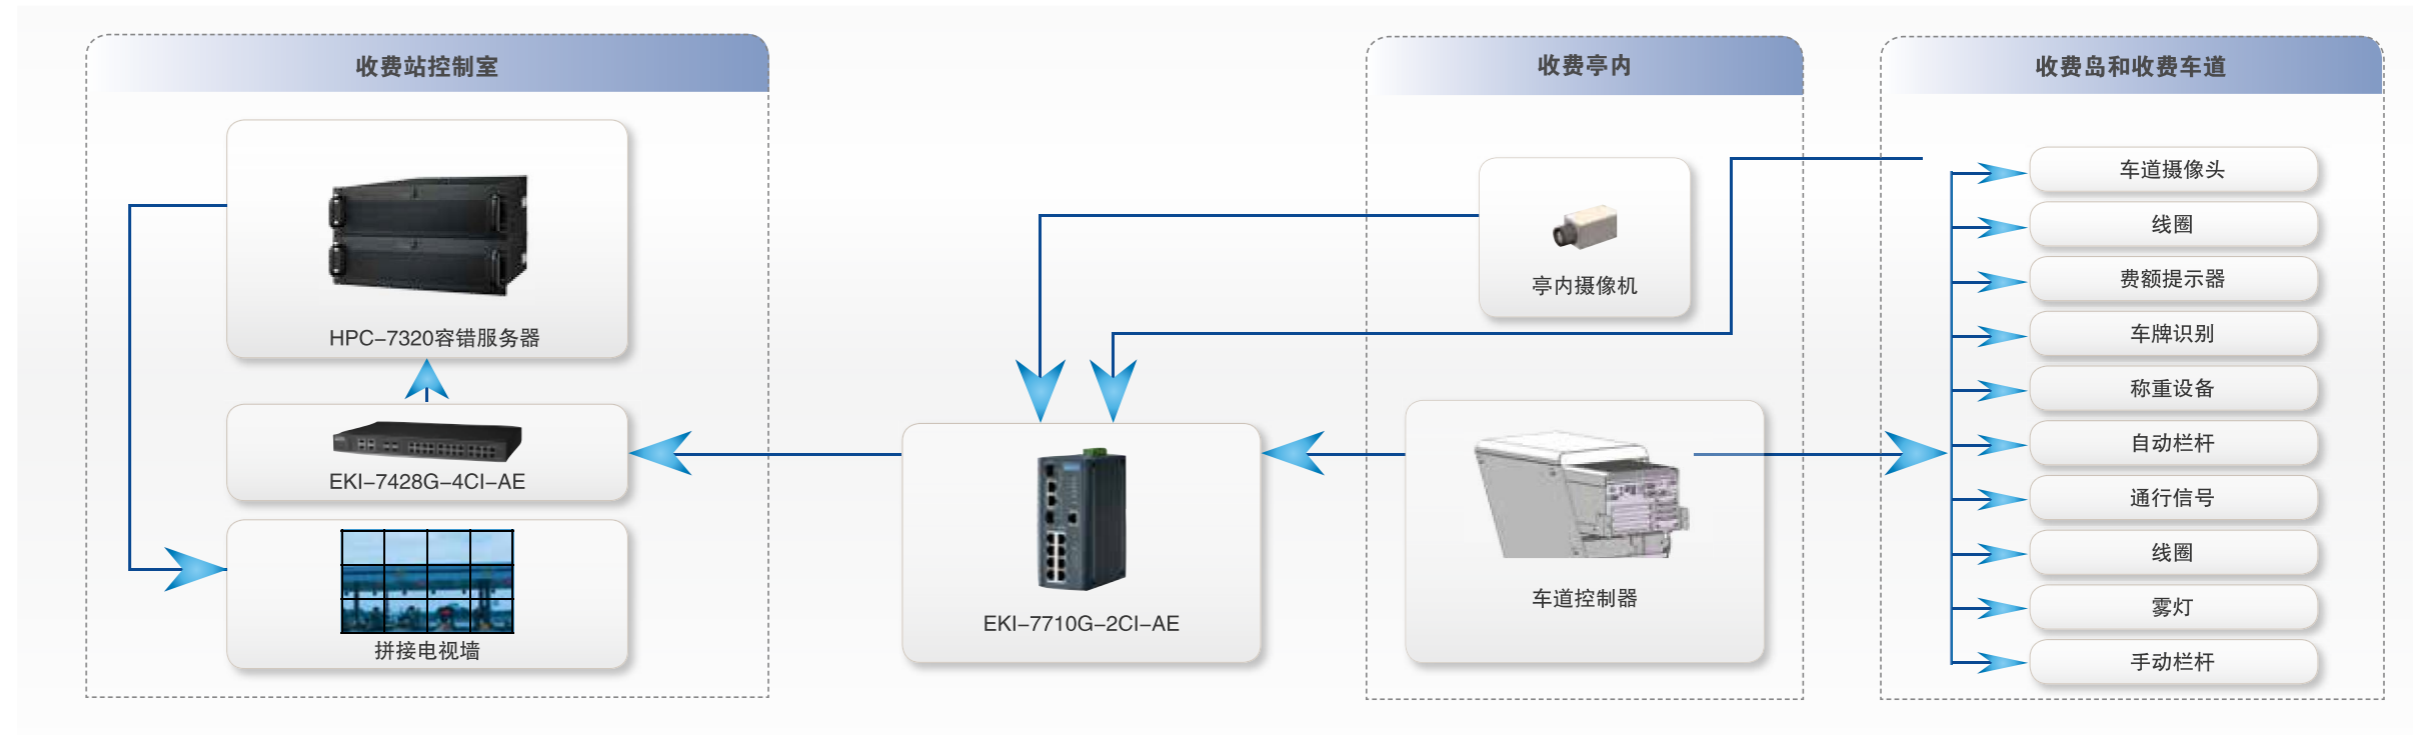 收费站控制室
HPC-7320容错服务器
EKI-7428G-4CI-AE
拼接电视墙
EKI-7710G-2CI-AE
收费亭内
亭内摄像机
车道控制器
收费岛和收费车道
车道摄像头
线圈
费额提示器
车牌识别
称重设备
自动栏杆
通行信号
线圈
雾灯
手动栏杆